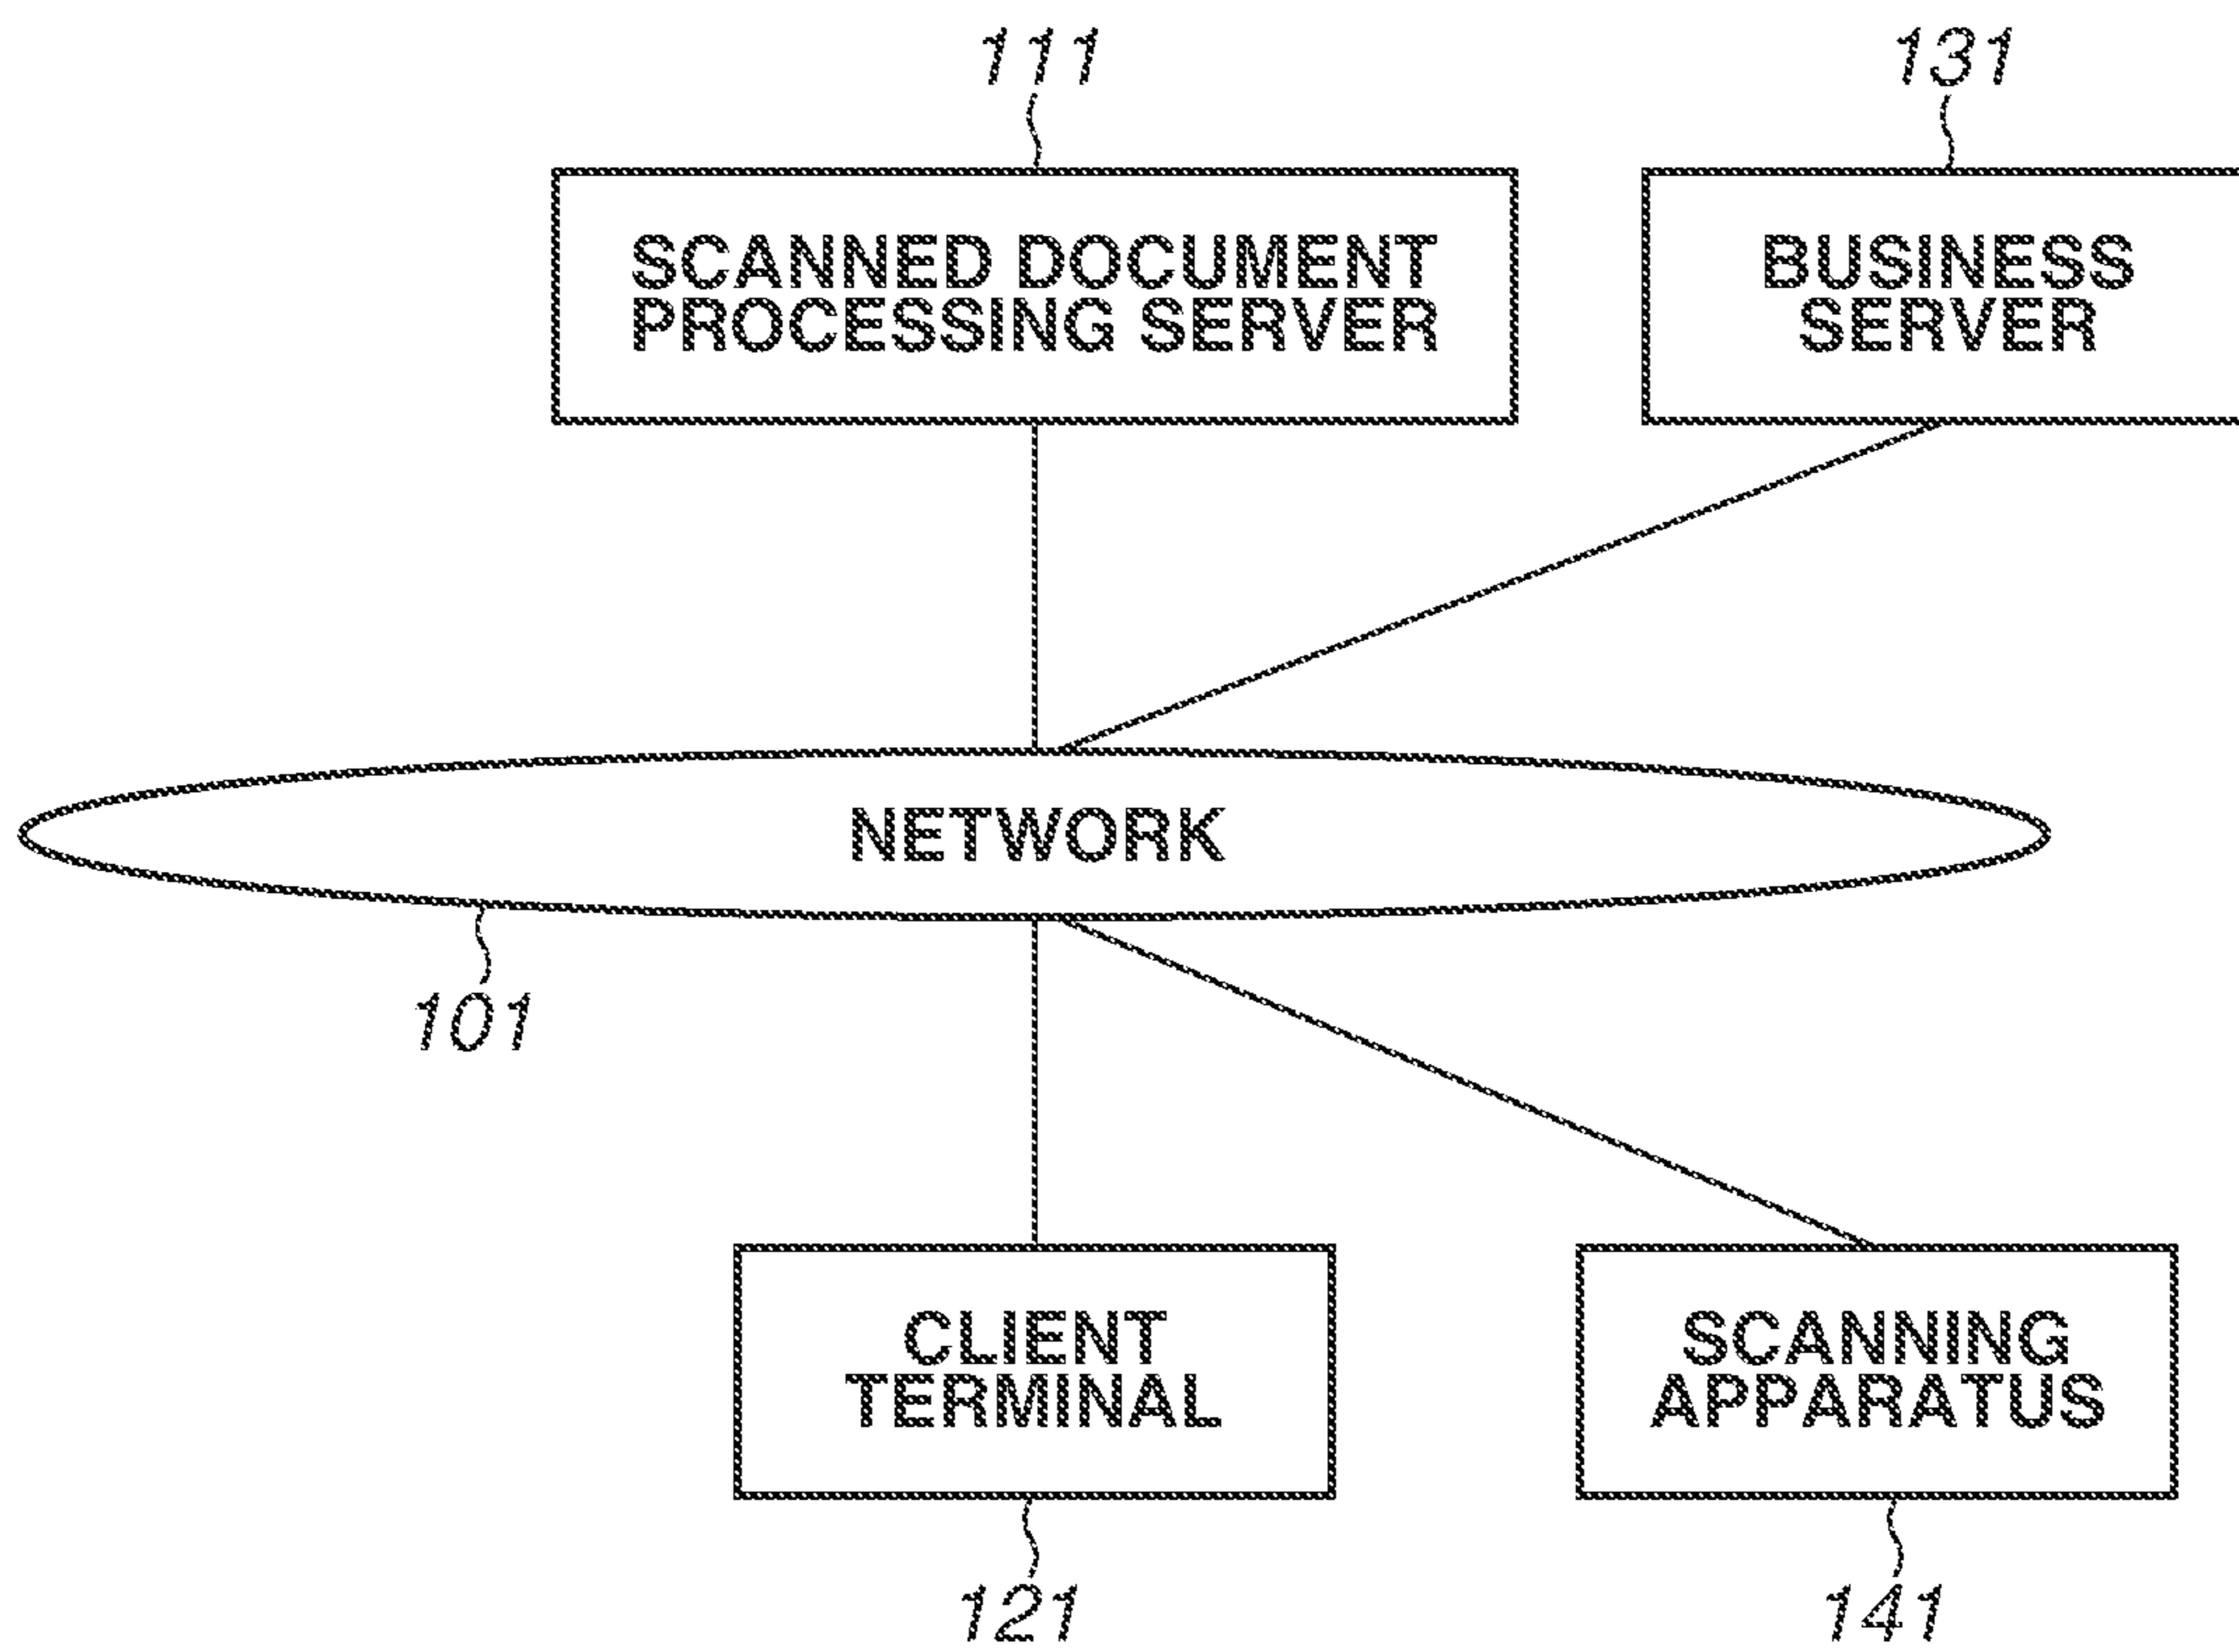 111
131
SCANNED DOCUMENT
PROCESSING SERVER
BUSINESS
SERVER
NETWORK
101
CLIENT
TERMINAL
SCANNING
APPARATUS
121
141